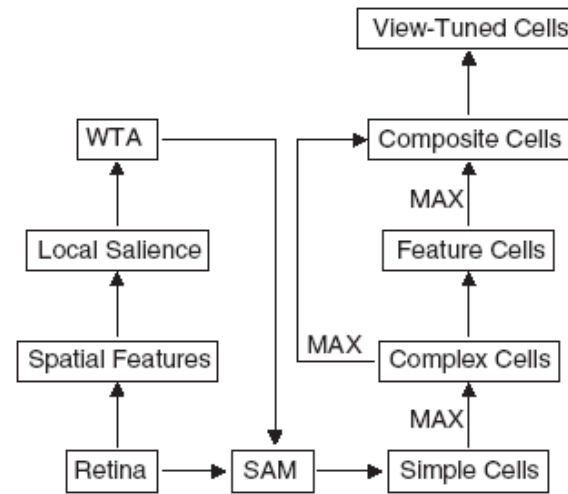 View-Tuned Cells
WTA
Composite Cells
MAX
Local Salience
Feature Cells
MAX
Spatial Features
Complex Cells
MAX
Retina
SAM
Simple Cells